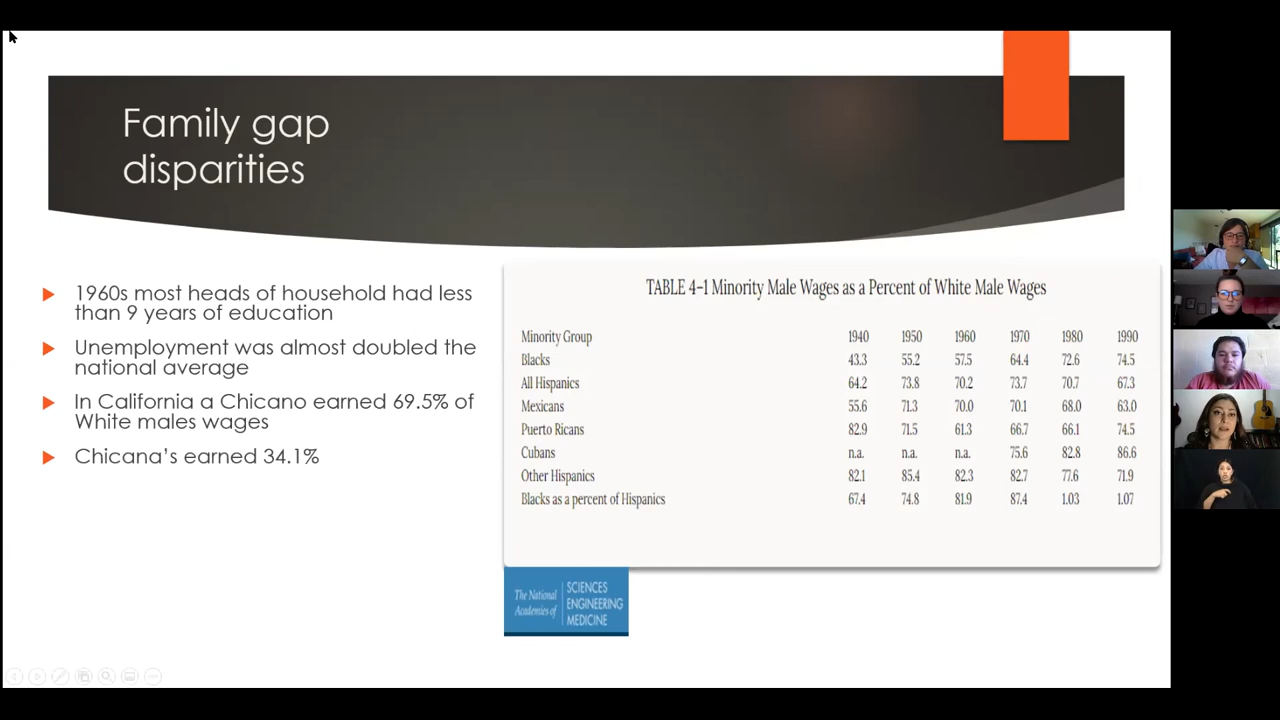 Family gap
disparities
1960s most heads of household had less
than 9 years of education
Unemployment was almost doubled the
national average
In California a Chicano earned 69.5% of
White males wages
Chicana's earned 34.1%
TABLE 4-1 Minority Male Wages as a Percent of White Male Wages
Minority Group 1940 1950 1960 1970 1980 1990
Blacks 43.3 55.2 57.5 64.4 72.6 74.5
All Hispanics 64.2 73.8 70.2 73.7 70.7 67.3
Mexicans 55.6 71.3 70.0 70.1 68.0 63.0
Puerto Ricans 82.9 71.5 61.3 66.7 66.1 74.5
Cubans n.a. n.a. n.a. 75.6 82.8 86.6
Other Hispanics 82.1 85.4 82.3 82.7 77.6 71.9
Blacks as a percent of Hispanics 67.4 74.8 81.9 87.4 1.03 1.07
The National
Academies of
SCIENCES
ENGINEERING
MEDICINE